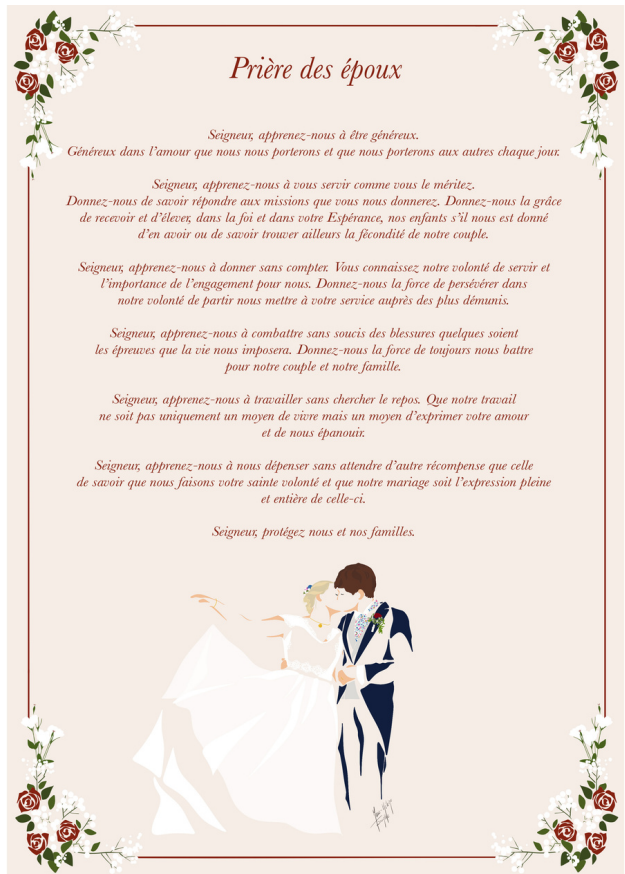 Prière des époux
Seigneur, apprenez-nous à être généreux.
Généreux dans l'amour que nous nous porterons et que nous porterons aux autres chaque jour.
Seigneur, apprenez-nous à vous servir comme vous le méritez.
Donnez-nous de savoir répondre aux missions que vous nous donnerez. Donnez-nous la grâce
de recevoir et d'élever, dans la foi et dans votre Espérance, nos enfants s'il nous est donné
d'en avoir ou de savoir trouver ailleurs la fécondité de notre couple.
Seigneur, apprenez-nous à donner sans compter. Vous connaissez notre volonté de servir et
l'importance de l'engagement pour nous. Donnez-nous la force de persévérer dans
notre volonté de partir nous mettre à votre service auprès des plus démunis.
Seigneur, apprenez-nous à combattre sans soucis des blessures quelques soient
les épreuves que la vie nous imposera. Donnez-nous la force de toujours nous battre
pour notre couple et notre famille.
Seigneur, apprenez-nous à travailler sans chercher le repos. Que notre travail
ne soit pas uniquement un moyen de vivre mais un moyen d'exprimer votre amour
et de nous épanouir.
Seigneur, apprenez-nous à nous dépenser sans attendre d'autre récompense que celle
de savoir que nous faisons votre sainte volonté et que notre mariage soit l'expression pleine
et entière de celle-ci.
Seigneur, protégez nous et nos familles.